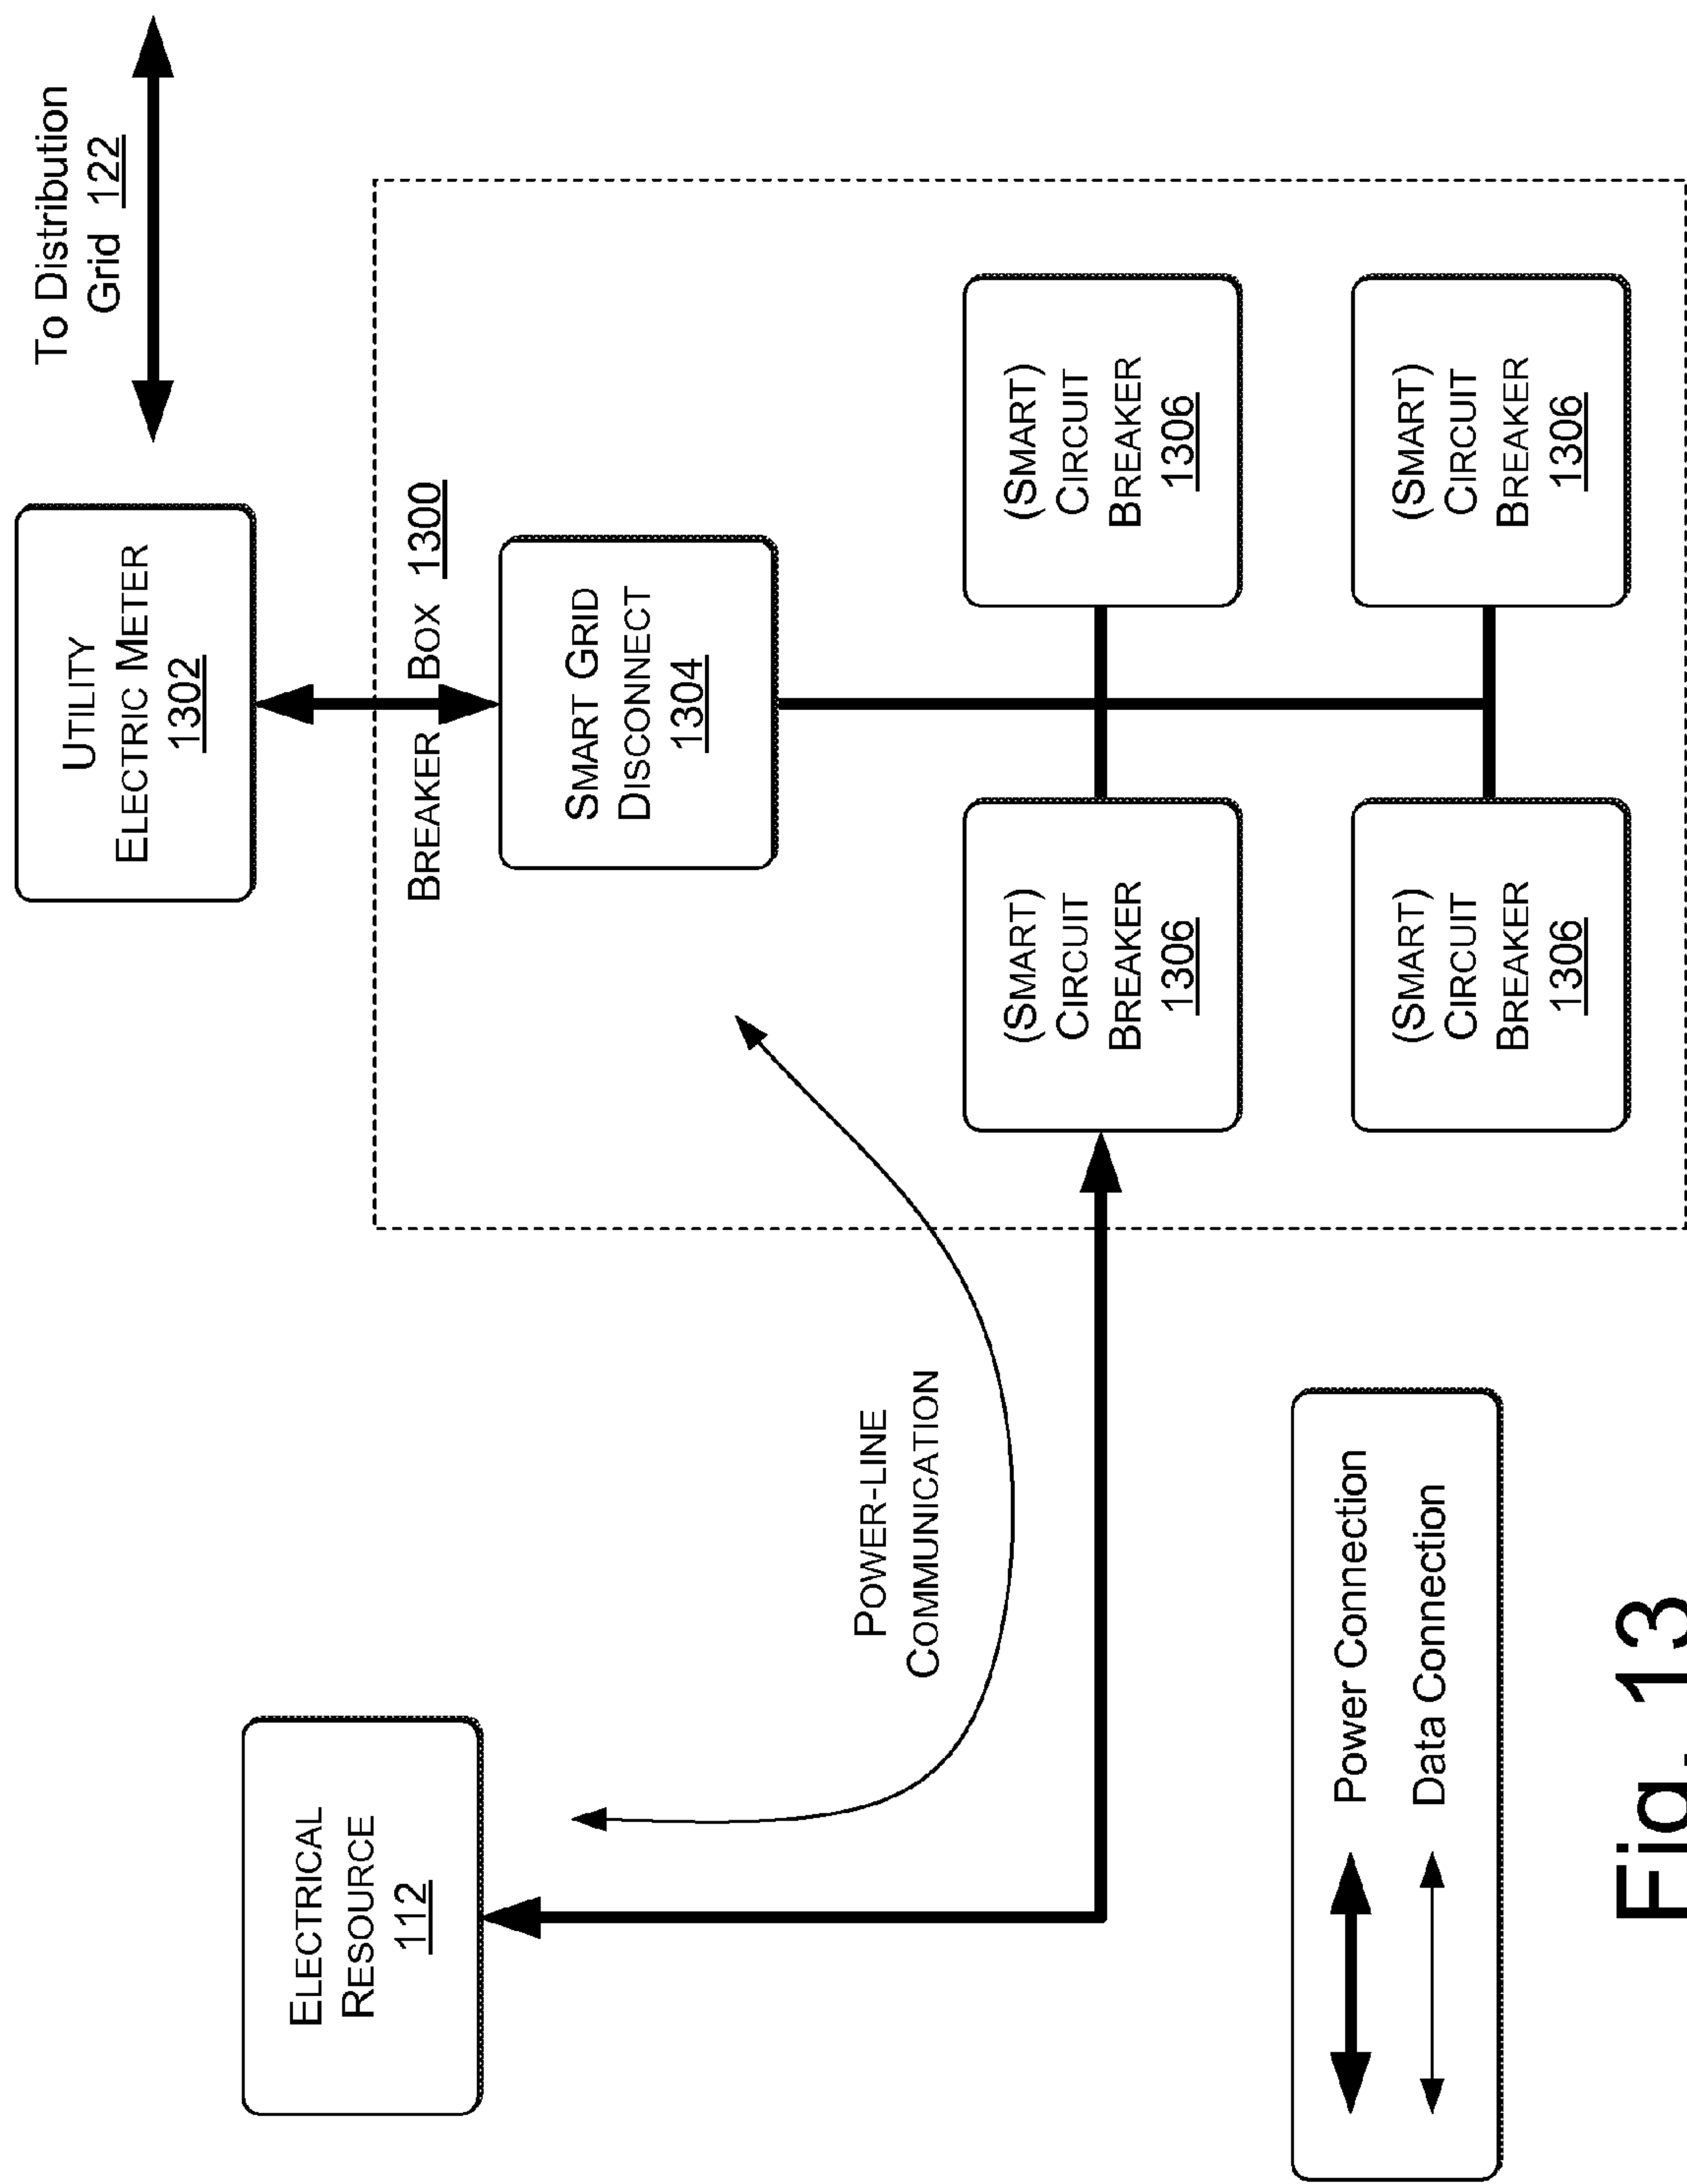 To Distribution
Grid 122
UTILITY
ELECTRIC METER
1302
BREAKER BOX 1300
SMART GRID
DISCONNECT
1304
(SMART)
CIRCUIT
BREAKER
1306
(SMART)
CIRCUIT
BREAKER
1306
(SMART)
CIRCUIT
BREAKER
1306
(SMART)
CIRCUIT
BREAKER
1306
ELECTRICAL
RESOURCE
112
POWER-LINE
COMMUNICATION
Power Connection
Data Connection
Fig. 13